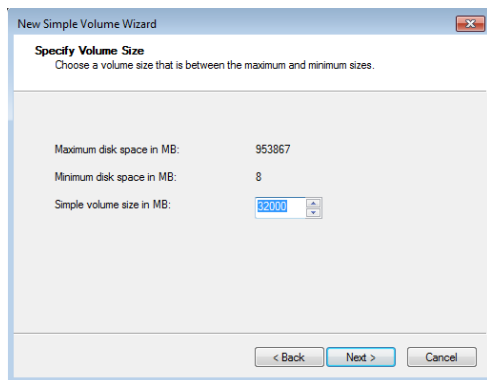 New Simple Volume Wizard
Specify Volume Size
Choose a volume size that is between the maximum and minimum sizes.
Maximum disk space in MB: 953867
Minimum disk space in MB: 8
Simple volume size in MB: 32000
< Back Next > Cancel